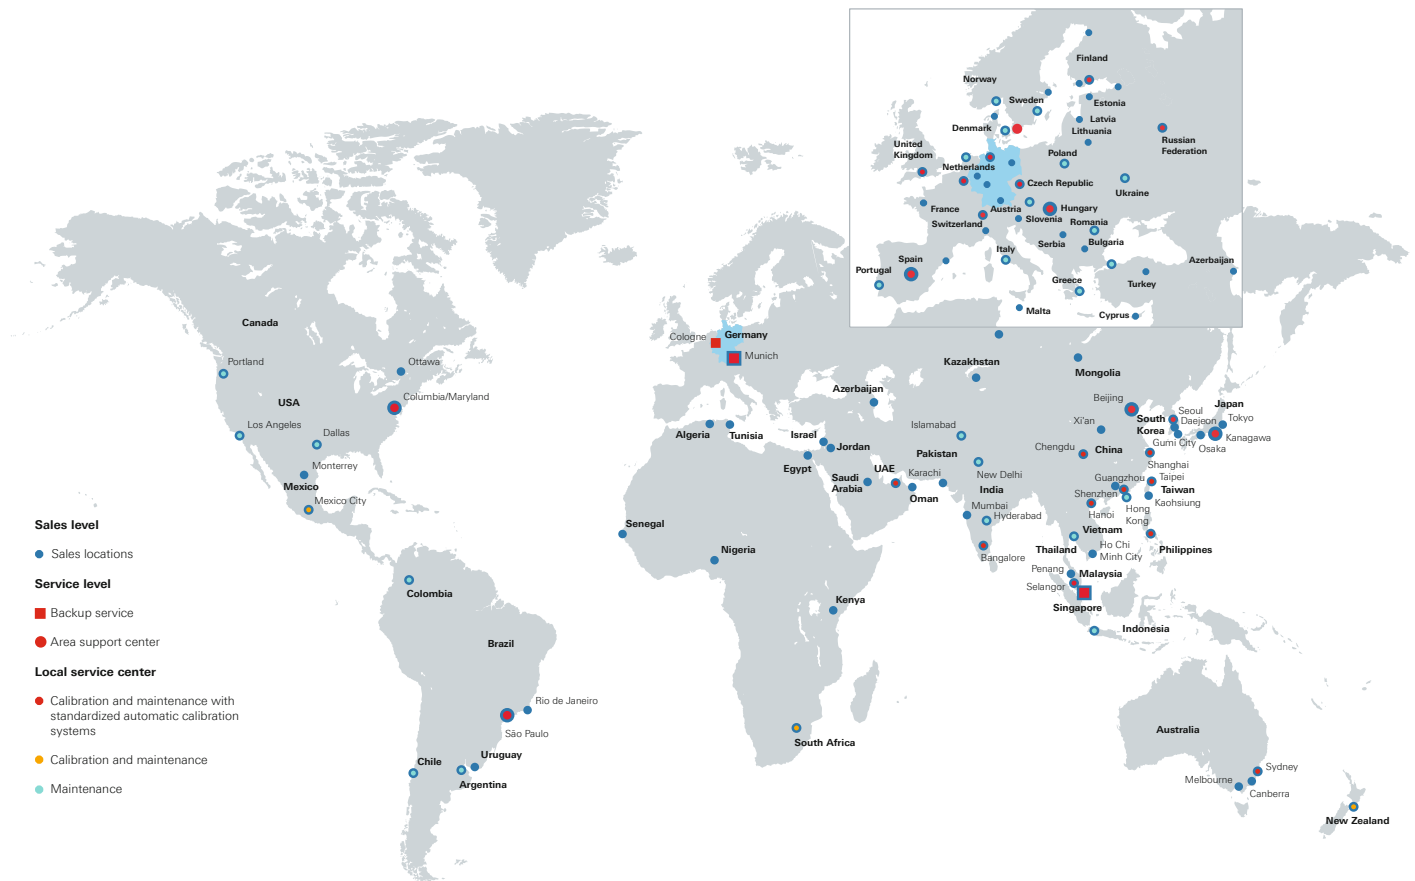 Finland
Norway
Sweden
Estonia
Latvia
Denmark
Lithuania
United
Kingdom
Russian
Federation
Poland
Netherlands
Czech Republic
Ukraine
France
Austria
Hungary
Slovenia
Switzerland
Romania
Serbia
Bulgaria
Italy
Spain
Portugal
Azerbaijan
Greece
Turkey
Malta
Cyprus
Canada
Portland
Ottawa
USA
Columbia/Maryland
Los Angeles
Dallas
Monterrey
Mexico
Mexico City
Cologne
Germany
Munich
Kazakhstan
Mongolia
Azerbaijan
Beijing
Japan
Algeria
Tunisia
Israel
Jordan
Egypt
Islamabad
Pakistan
Xi'an
South
Korea
Seoul
Daejeon
Tokyo
Gumi City
Kanagawa
Osaka
Chengdu
China
Shanghai
Saudi
Arabia
UAE
Karachi
Oman
New Delhi
India
Guangzhou
Taipei
Shenzhen
Taiwan
Kaohsiung
Mumbai
Hyderabad
Hanoi
Hong
Kong
Senegal
Nigeria
Bangalore
Vietnam
Thailand
Ho Chi
Minh City
Philippines
Penang
Malaysia
Selangor
Singapore
Kenya
Indonesia
Colombia
Brazil
Rio de Janeiro
São Paulo
Uruguay
Chile
Argentina
South Africa
Australia
Sydney
Melbourne
Canberra
New Zealand
Sales level
Sales locations
Service level
Backup service
Area support center
Local service center
Calibration and maintenance with
standardized automatic calibration
systems
Calibration and maintenance
Maintenance